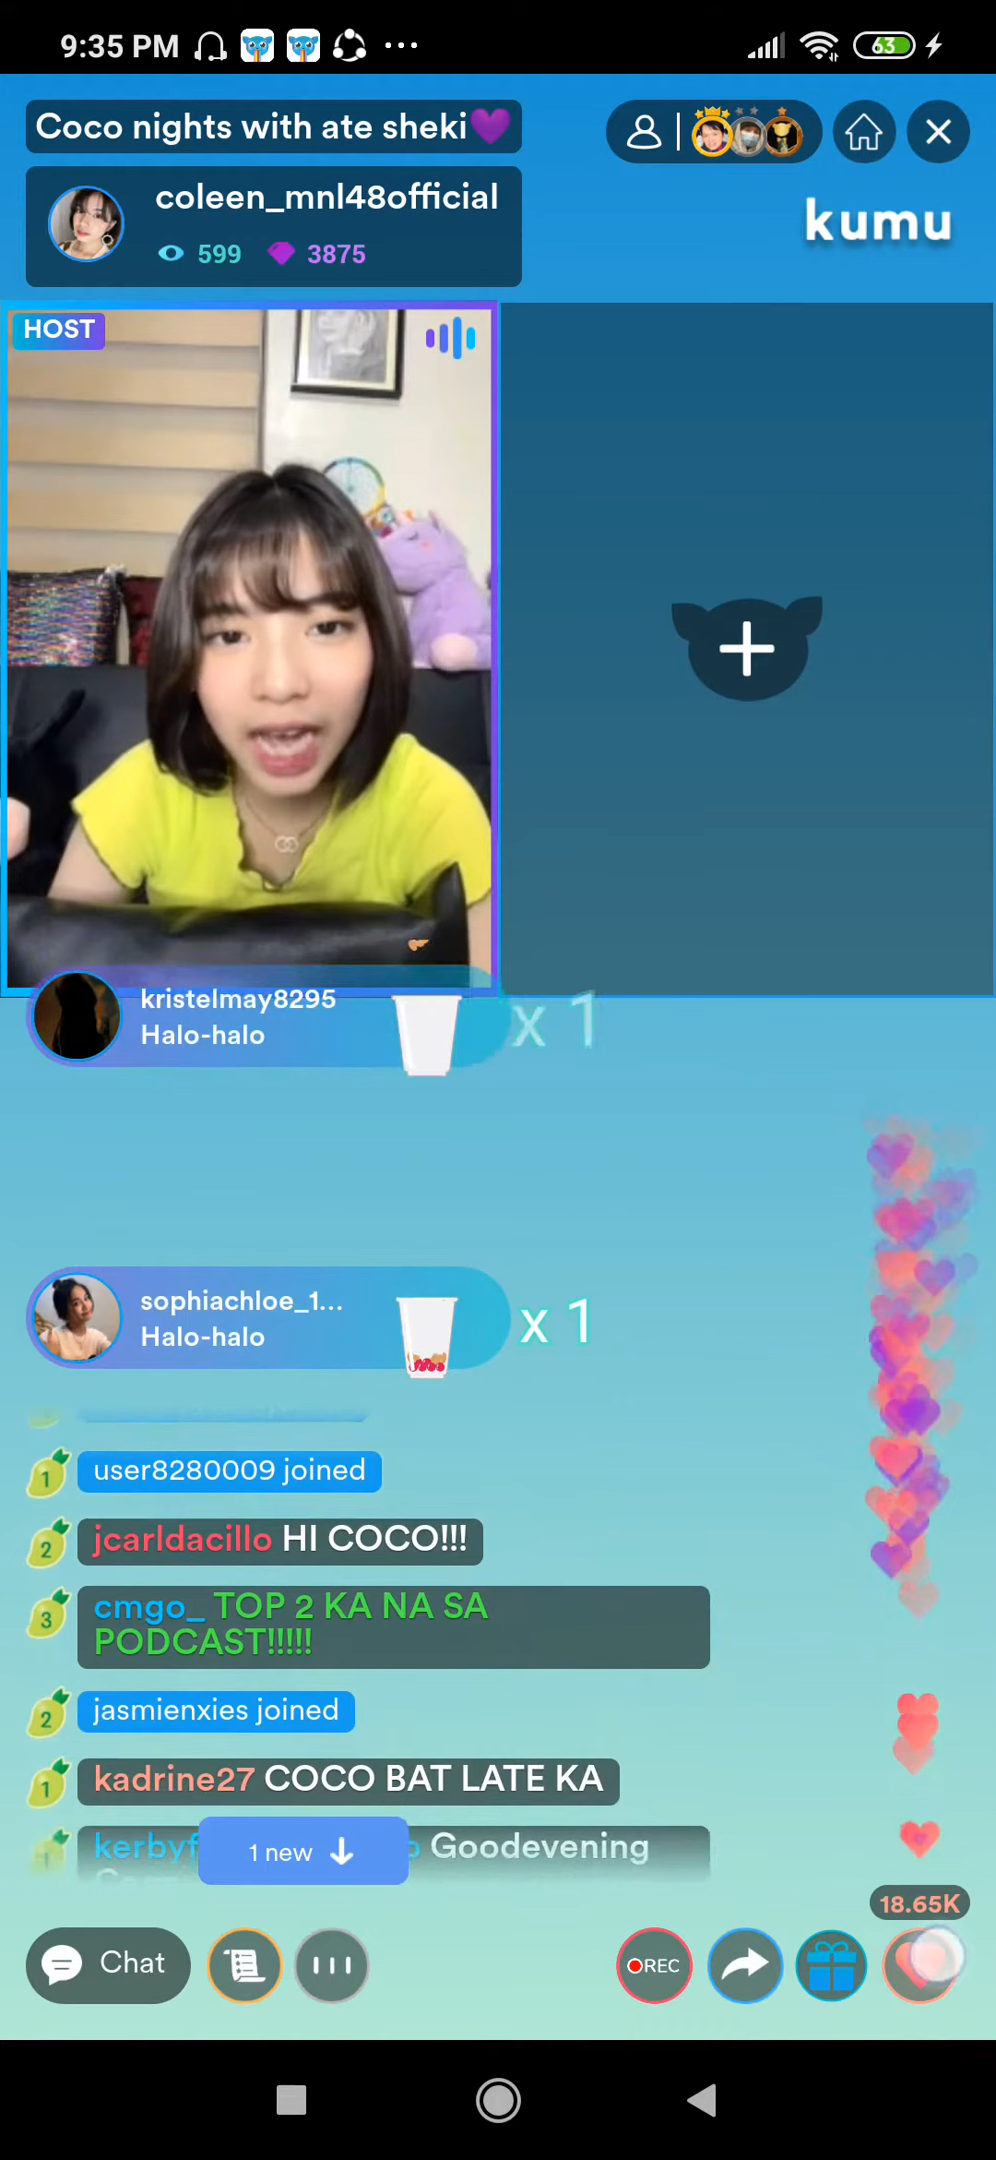 9:35 PM
63
Coco nights with ate sheki💜
coleen_mnl48official
599 3875
kumu
HOST
kristelmay8295
Halo-halo
x 1
sophiachloe_1...
Halo-halo
x 1
1 user8280009 joined
2 jcarldacillo HI COCO!!!
3 cmgo_ TOP 2 KA NA SA
PODCAST!!!!!
2 jasmienxies joined
1 kadrine27 COCO BAT LATE KA
1 Goodevening
1 new
18.65K
Chat
REC